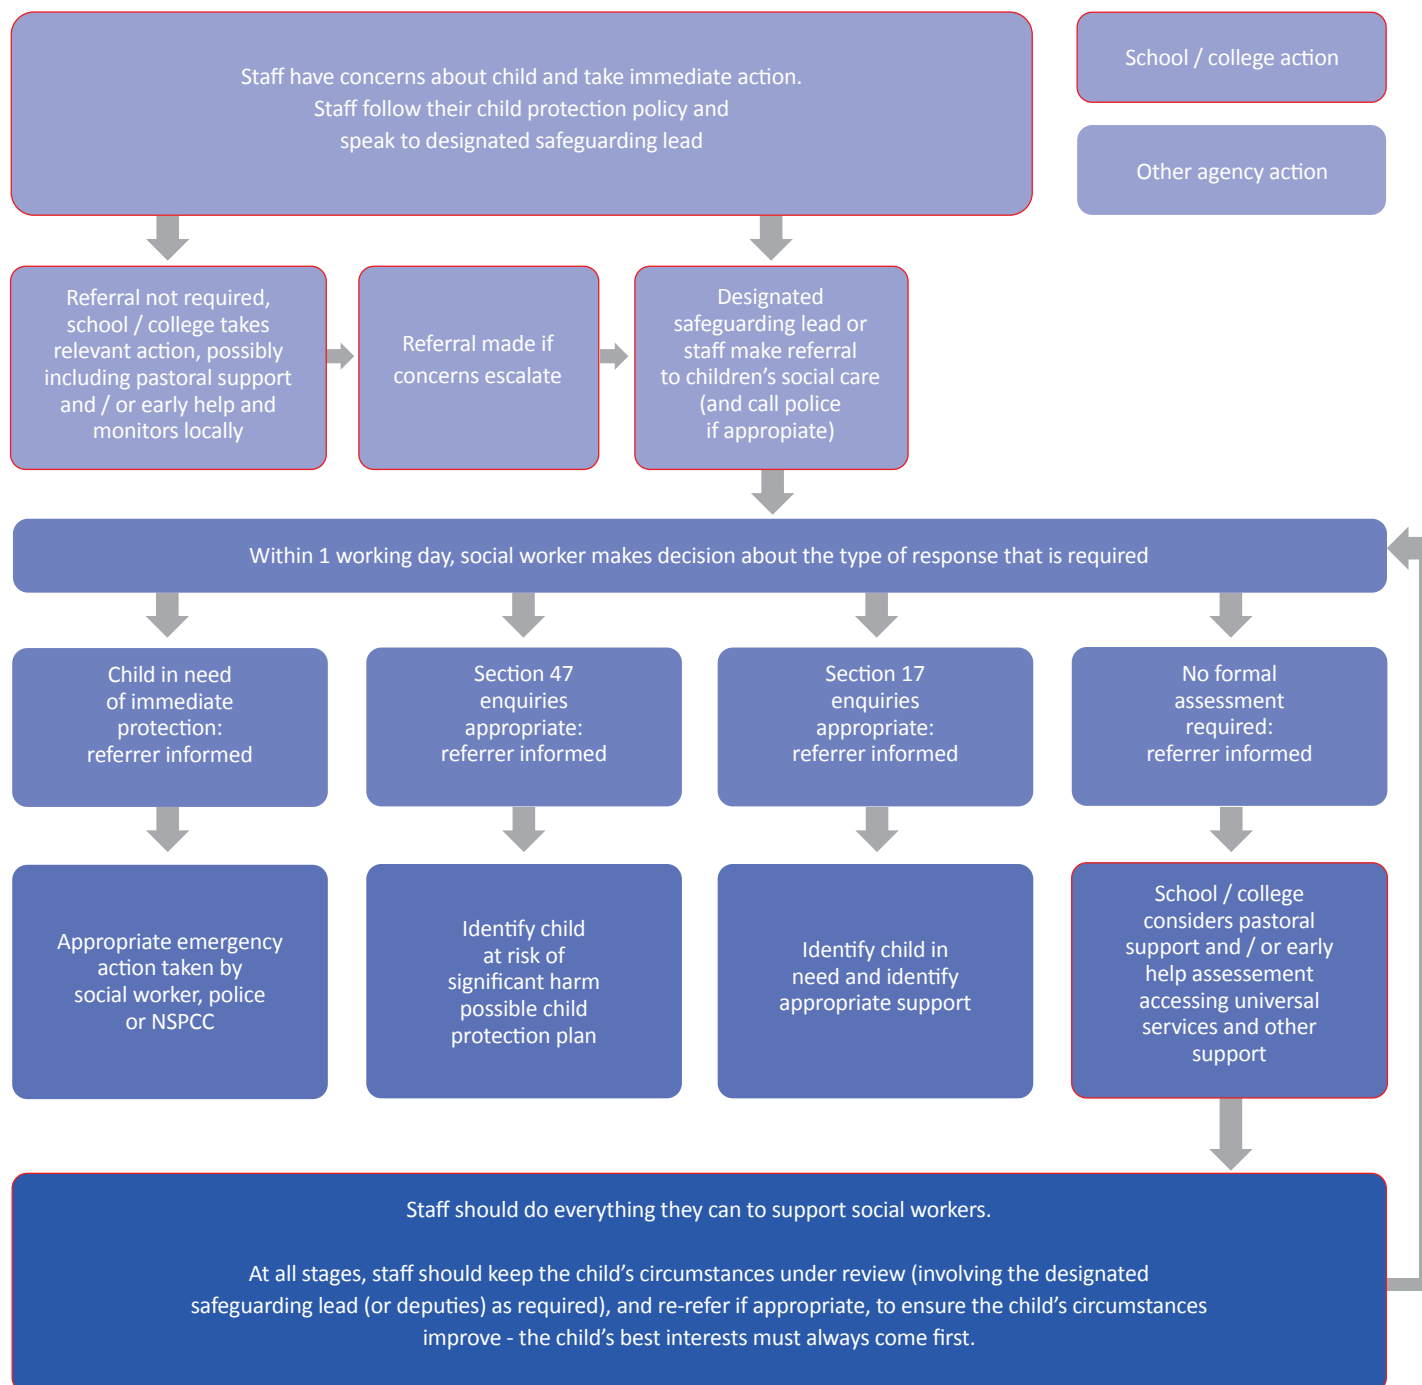 Staff have concerns about child and take immediate action.
Staff follow their child protection policy and
speak to designated safeguarding lead
School / college action
Other agency action
Referral not required,
school / college takes
relevant action, possibly
including pastoral support
and / or early help and
monitors locally
Referral made if
concerns escalate
Designated
safeguarding lead or
staff make referral
to children’s social care
(and call police
if appropiate)
Within 1 working day, social worker makes decision about the type of response that is required
Child in need
of immediate
protection:
referrer informed
Section 47
enquiries
appropriate:
referrer informed
Section 17
enquiries
appropriate:
referrer informed
No formal
assessment
required:
referrer informed
Appropriate emergency
action taken by
social worker, police
or NSPCC
Identify child
at risk of
significant harm
possible child
protection plan
Identify child in
need and identify
appropriate support
School / college
considers pastoral
support and / or early
help assessement
accessing universal
services and other
support
Staff should do everything they can to support social workers.
At all stages, staff should keep the child’s circumstances under review (involving the designated
safeguarding lead (or deputies) as required), and re-refer if appropriate, to ensure the child’s circumstances
improve - the child’s best interests must always come first.